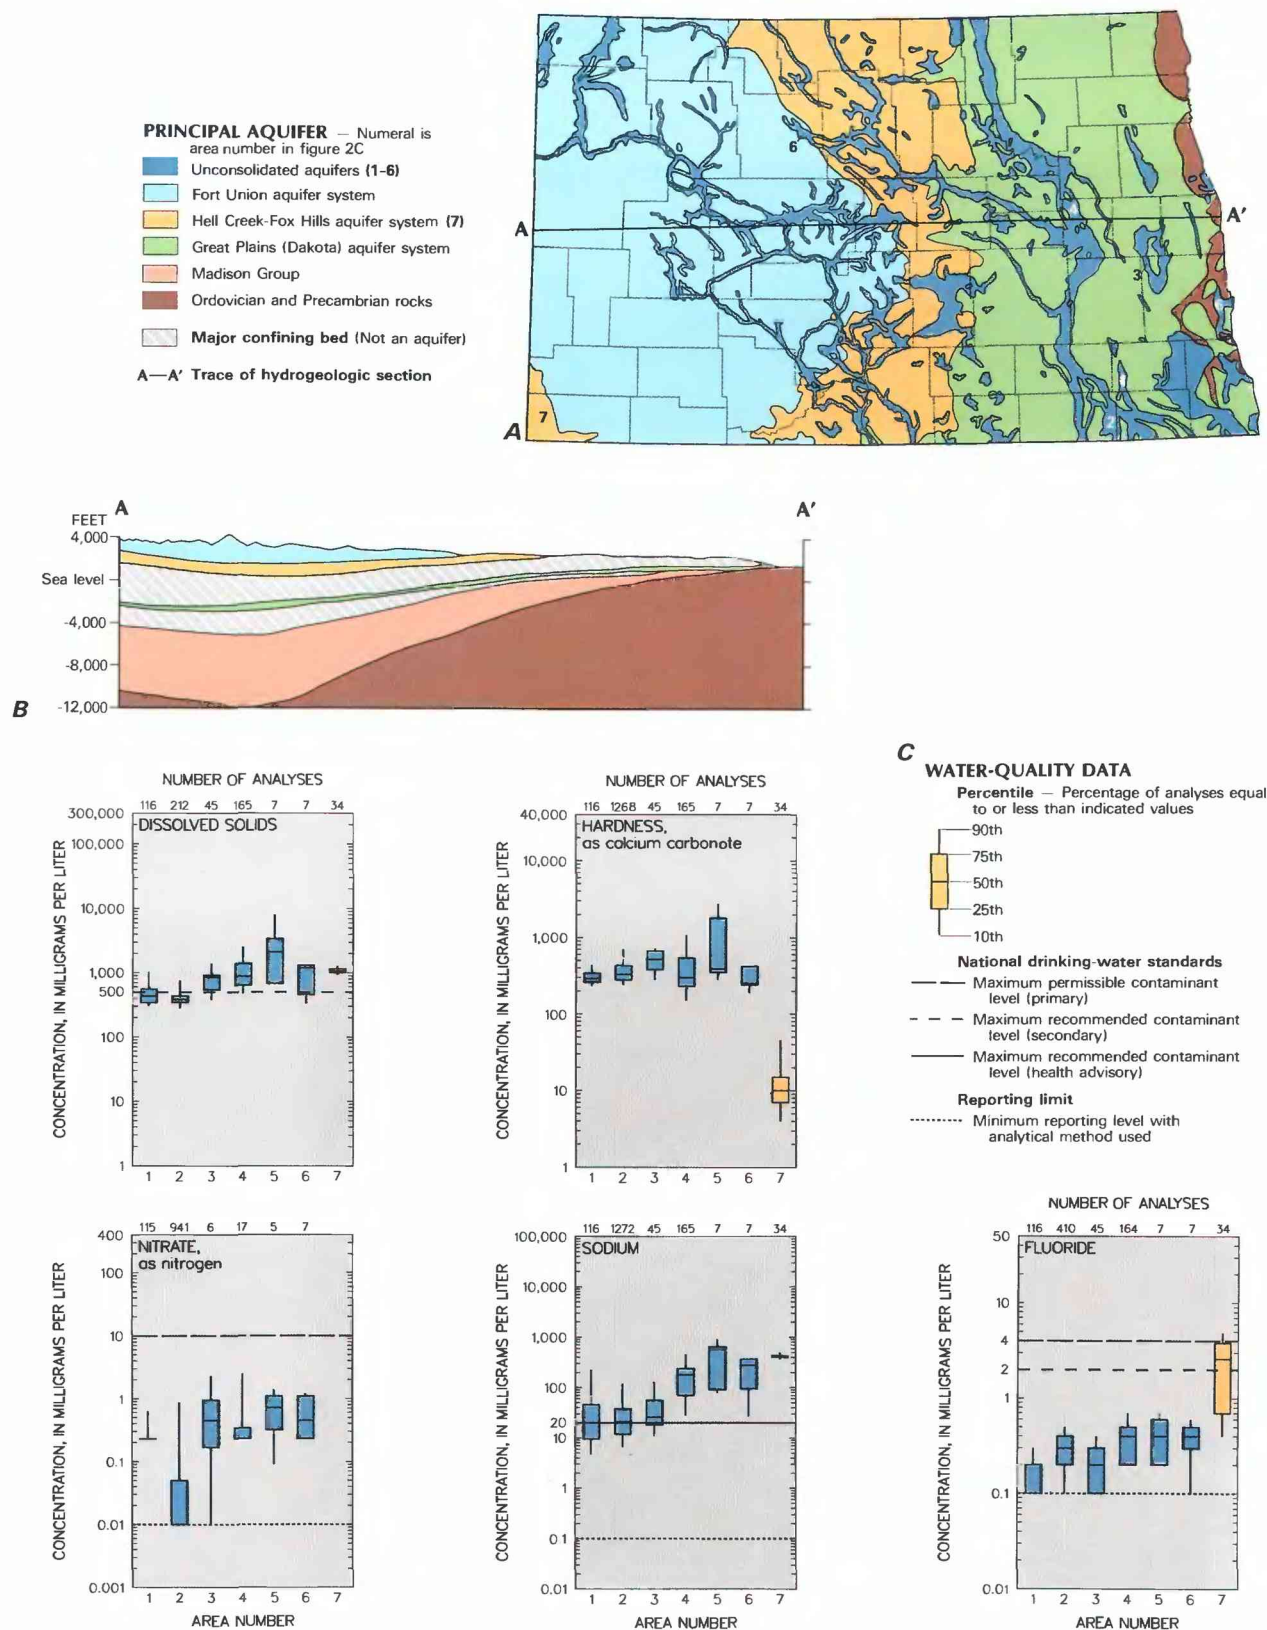 PRINCIPAL AQUIFER — Numeral is
area number in figure 2C
Unconsolidated aquifers (1-6)
Fort Union aquifer system
Hell Creek-Fox Hills aquifer system (7)
Great Plains (Dakota) aquifer system
Madison Group
Ordovician and Precambrian rocks
Major confining bed (Not an aquifer)
A—A' Trace of hydrogeologic section
6
A
A'
3
7
2
A
A
A'
FEET
4,000
Sea level
-4,000
-8,000
-12,000
B
C
WATER-QUALITY DATA
Percentile — Percentage of analyses equal
to or less than indicated values
90th
75th
50th
25th
10th
National drinking-water standards
Maximum permissible contaminant
level (primary)
Maximum recommended contaminant
level (secondary)
Maximum recommended contaminant
level (health advisory)
Reporting limit
Minimum reporting level with
analytical method used
NUMBER OF ANALYSES
116 212 45 165 7 7 34
DISSOLVED SOLIDS
CONCENTRATION, IN MILLIGRAMS PER LITER
300,000
100,000
10,000
1,000
500
100
10
1
1 2 3 4 5 6 7
NUMBER OF ANALYSES
116 1268 45 165 7 7 34
HARDNESS,
as calcium carbonate
CONCENTRATION, IN MILLIGRAMS PER LITER
40,000
10,000
1,000
100
10
1
1 2 3 4 5 6 7
115 941 6 17 5 7
NITRATE,
as nitrogen
CONCENTRATION, IN MILLIGRAMS PER LITER
400
100
10
1
0.1
0.01
0.001
1 2 3 4 5 6 7
AREA NUMBER
116 1272 45 165 7 7 34
SODIUM
CONCENTRATION, IN MILLIGRAMS PER LITER
100,000
10,000
1,000
100
20
10
1
0.1
0.01
1 2 3 4 5 6 7
AREA NUMBER
NUMBER OF ANALYSES
116 410 45 164 7 7 34
FLUORIDE
CONCENTRATION, IN MILLIGRAMS PER LITER
50
10
4
2
1
0.1
0.01
1 2 3 4 5 6 7
AREA NUMBER